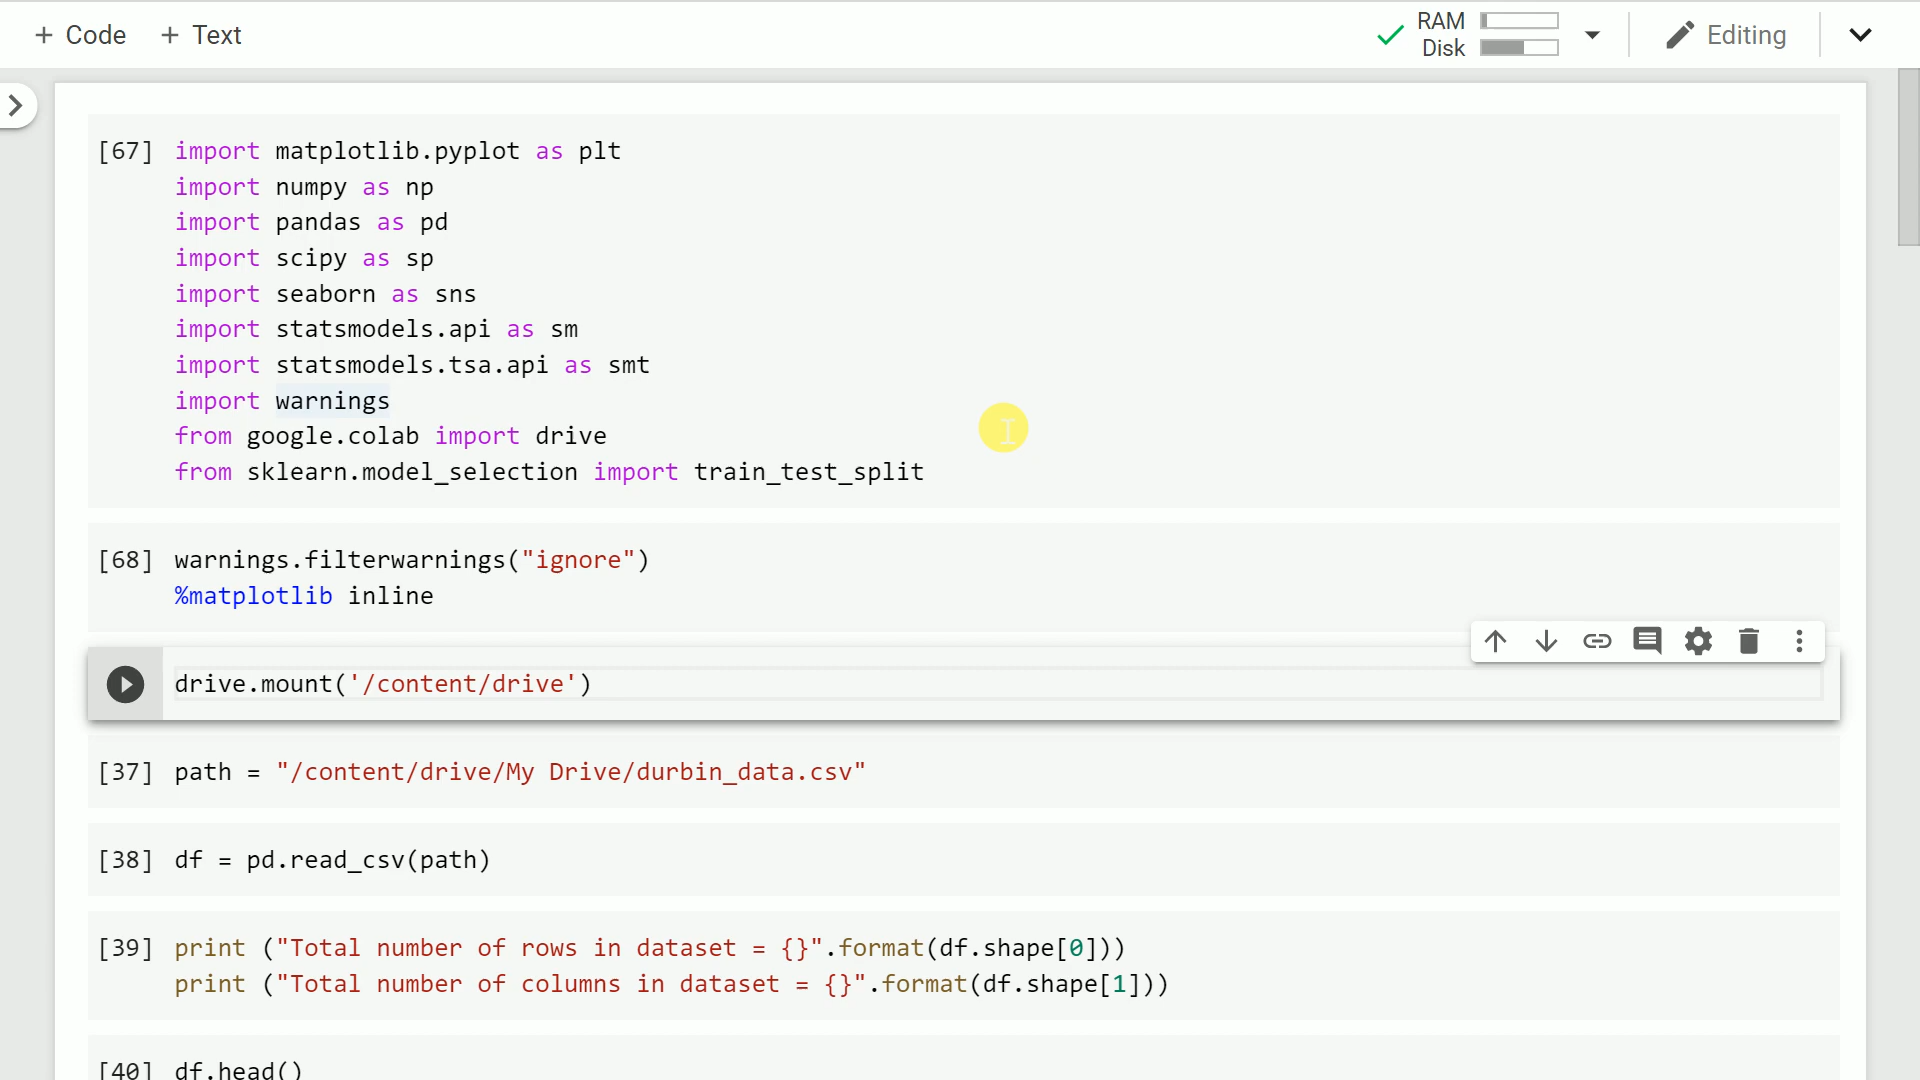 + Code + Text
RAM
Disk
Editing
[67] import matplotlib.pyplot as plt
import numpy as np
import pandas as pd
import scipy as sp
import seaborn as sns
import statsmodels.api as sm
import statsmodels.tsa.api as smt
import warnings
from google.colab import drive
from sklearn.model_selection import train_test_split
[68] warnings.filterwarnings("ignore")
%matplotlib inline
drive.mount('/content/drive')
[37] path = "/content/drive/My Drive/durbin_data.csv"
[38] df = pd.read_csv(path)
[39] print ("Total number of rows in dataset = {}".format(df.shape[0]))
print ("Total number of columns in dataset = {}".format(df.shape[1]))
[40] df.head()